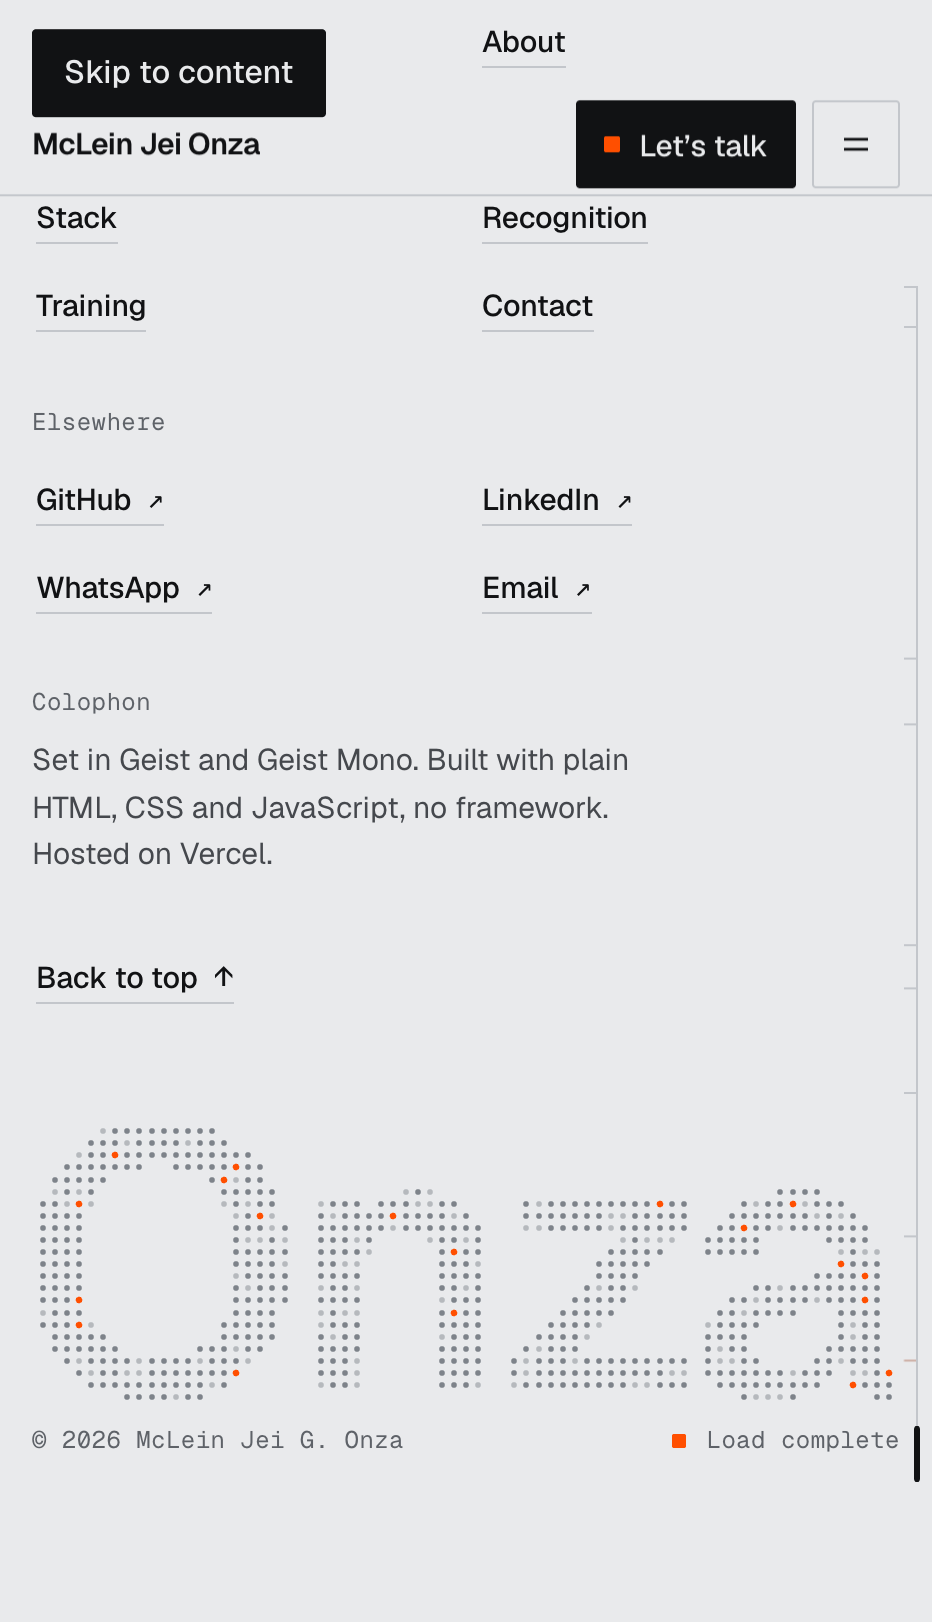 About
Skip to content
McLein Jei Onza
Let’s talk
Stack
Recognition
Training
Contact
Elsewhere
GitHub ↗
LinkedIn ↗
WhatsApp ↗
Email ↗
Colophon
Set in Geist and Geist Mono. Built with plain
HTML, CSS and JavaScript, no framework.
Hosted on Vercel.
Back to top ↑
Onza
© 2026 McLein Jei G. Onza
Load complete